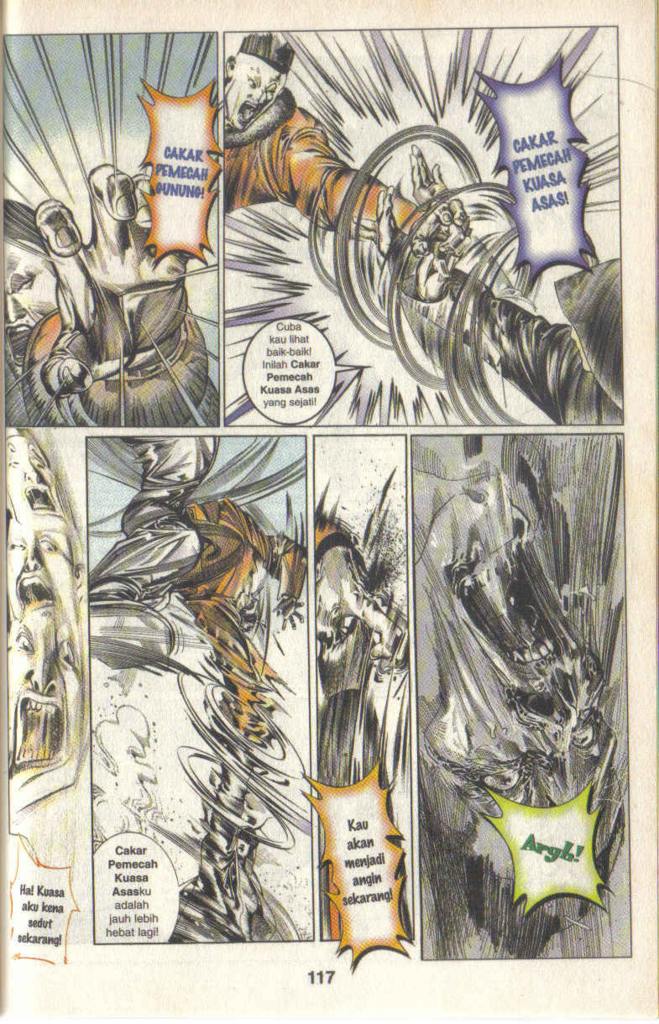 CAKAR
PEMECAH
GUNUNG!
CAKAR
PEMECAH
KUASA
ASAS!
Cuba
kau lihat
baik-baik!
Inilah Cakar
Pemecah
Kuasa Asas
yang sejati!
Ha! Kuasa
aku kena
sedut
sekarang!
Cakar
Pemecah
Kuasa
Asasku
adalah
jauh lebih
hebat lagi!
Kau
akan
menjadi
angin
sekarang!
Argh!
117